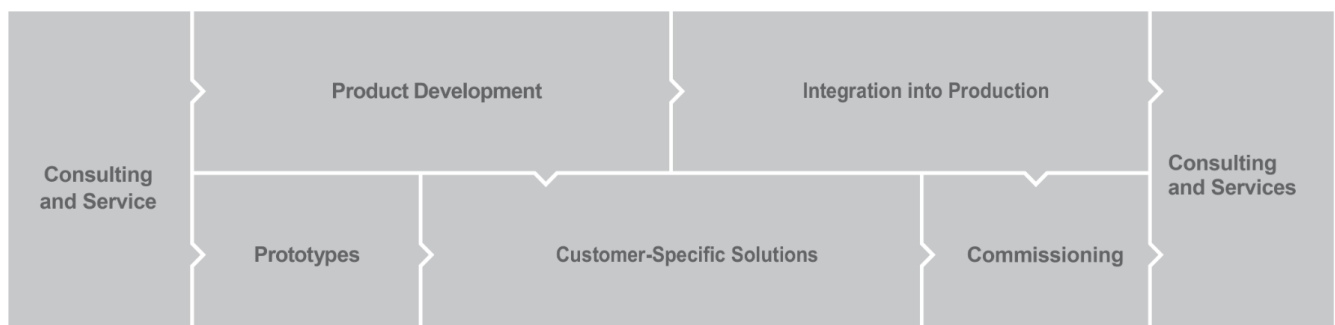 Consulting
and Service
Product Development
Integration into Production
Prototypes
Customer-Specific Solutions
Commissioning
Consulting
and Services